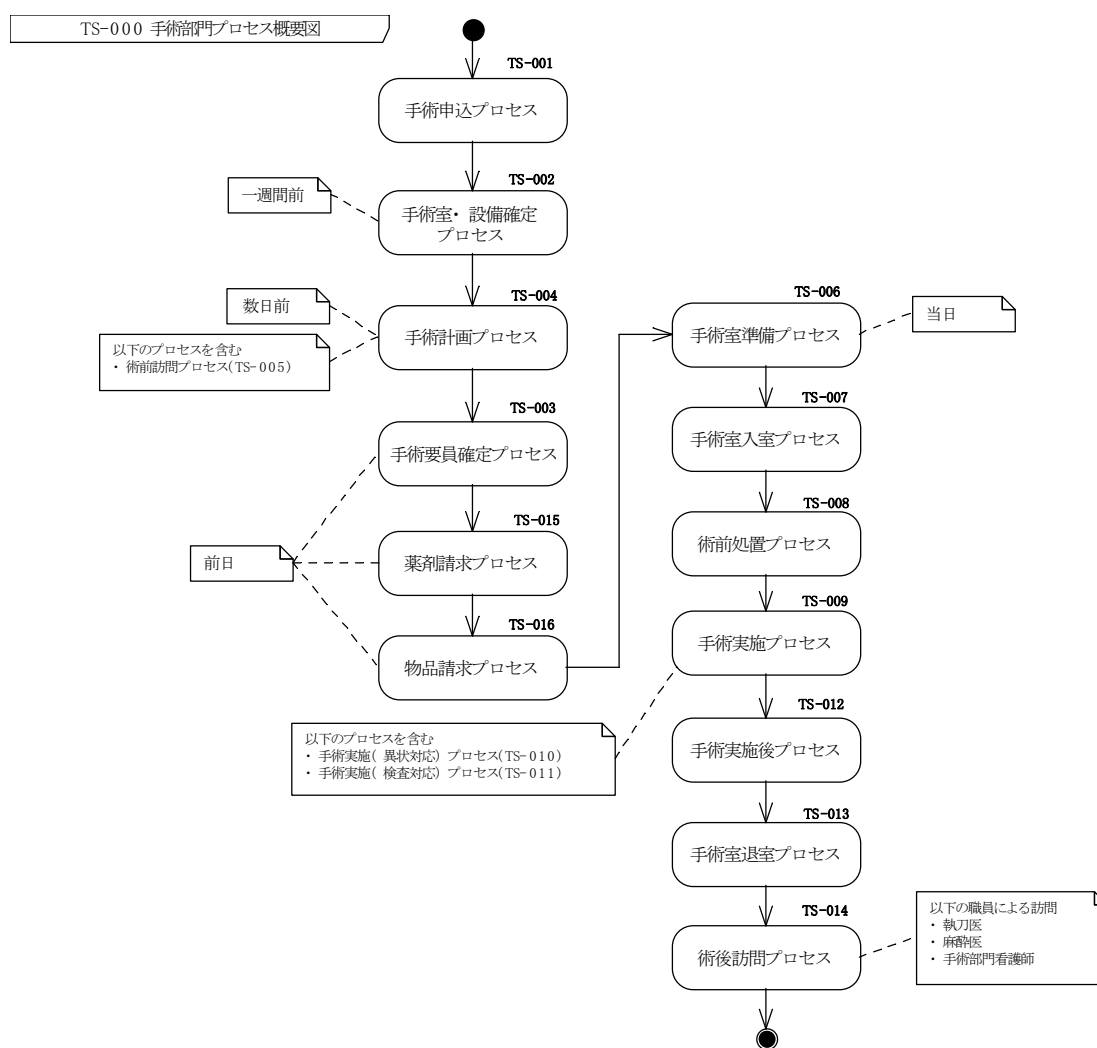 TS-000 手術部門プロセス概要図
TS-001
手術申込プロセス
TS-002
一週間前
手術室・設備確定
プロセス
TS-004
数日前
手術計画プロセス
以下のプロセスを含む
・術前訪問プロセス(TS-005)
TS-003
手術要員確定プロセス
TS-015
前日
薬剤請求プロセス
TS-016
物品請求プロセス
TS-006
当日
手術室準備プロセス
TS-007
手術室入室プロセス
TS-008
術前処置プロセス
TS-009
手術実施プロセス
以下のプロセスを含む
・手術実施(異状対応)プロセス(TS-010)
・手術実施(検査対応)プロセス(TS-011)
TS-012
手術実施後プロセス
TS-013
手術室退室プロセス
TS-014
術後訪問プロセス
以下の職員による訪問
・執刀医
・麻酔医
・手術部門看護師